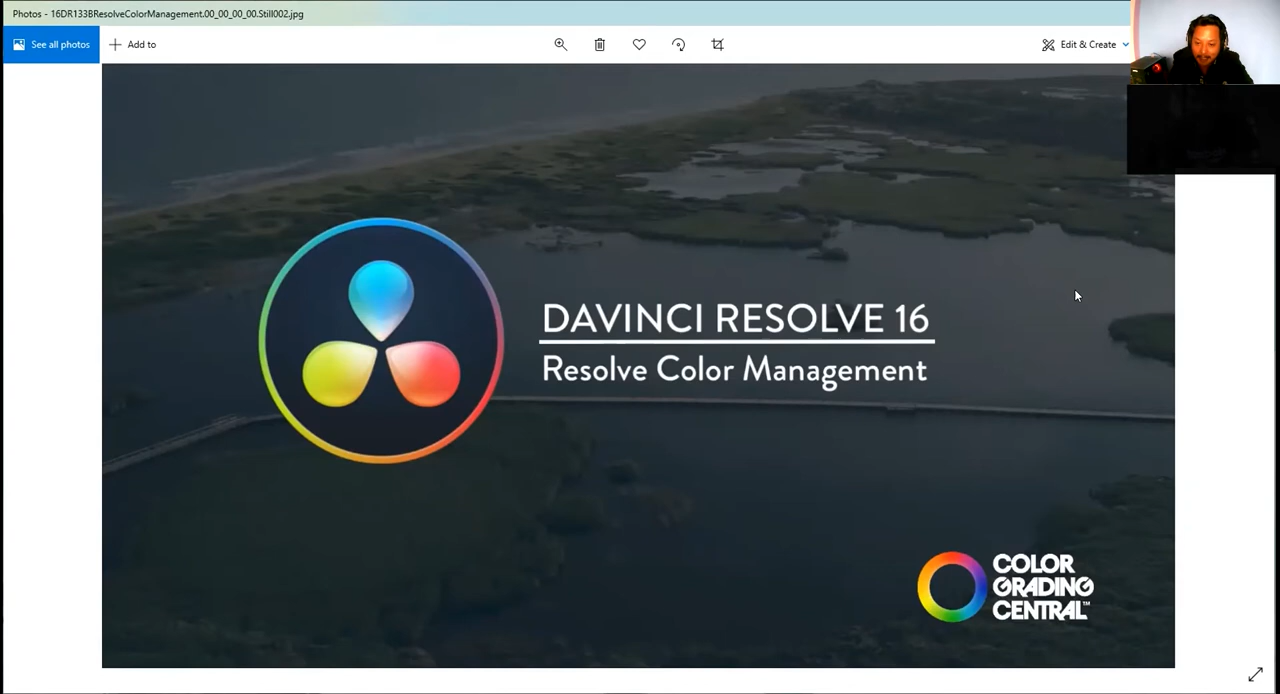 Photos - 16DR133BResolveColorManagement.00_00_00_00.Still002.jpg
See all photos
Add to
Edit & Create
DAVINCI RESOLVE 16
Resolve Color Management
COLOR
GRADING
CENTRAL™